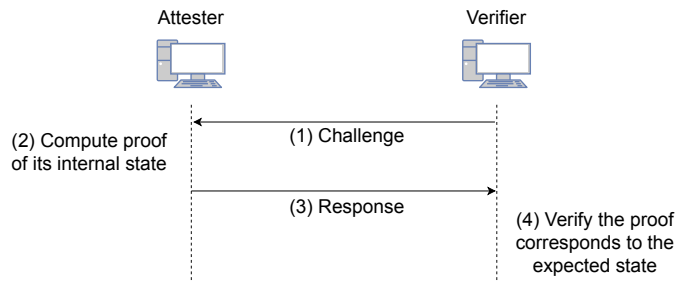 Attester
Verifier
(1) Challenge
(2) Compute proof
of its internal state
(3) Response
(4) Verify the proof
corresponds to the
expected state